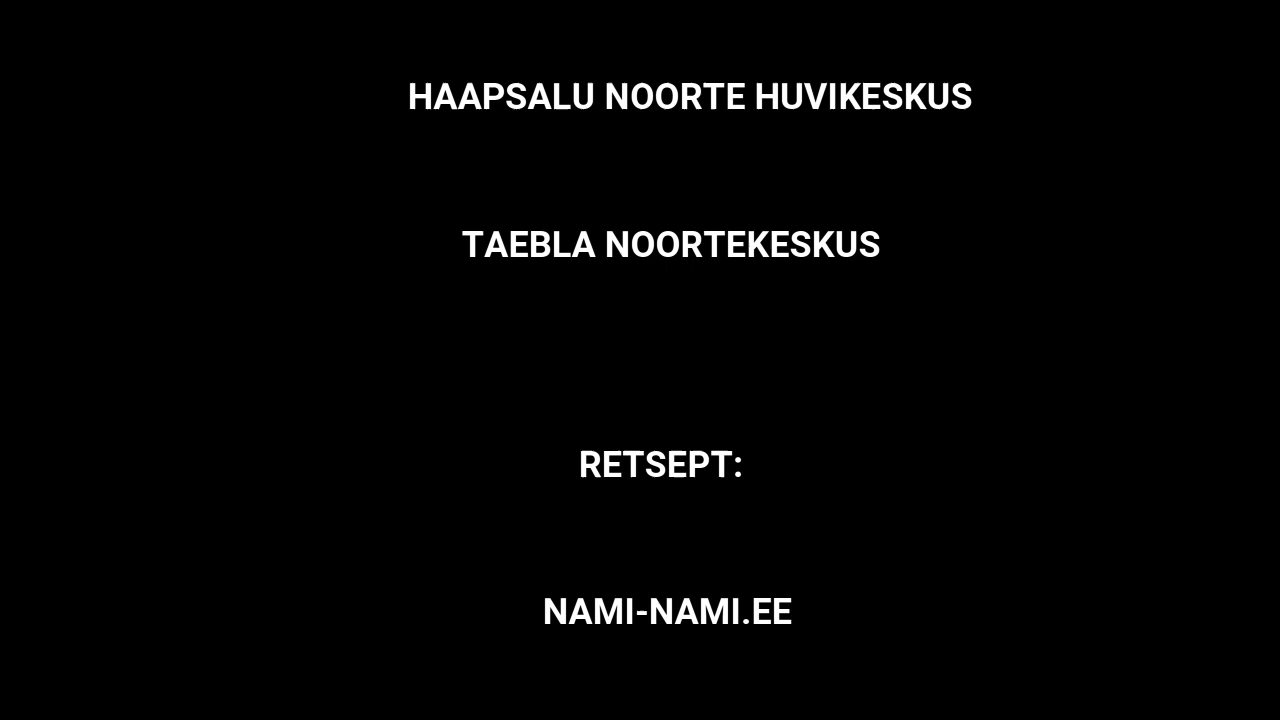 HAAPSALU NOORTE HUVIKESKUS
TAEBLA NOORTEKESKUS
RETSEPT:
NAMI-NAMI.EE